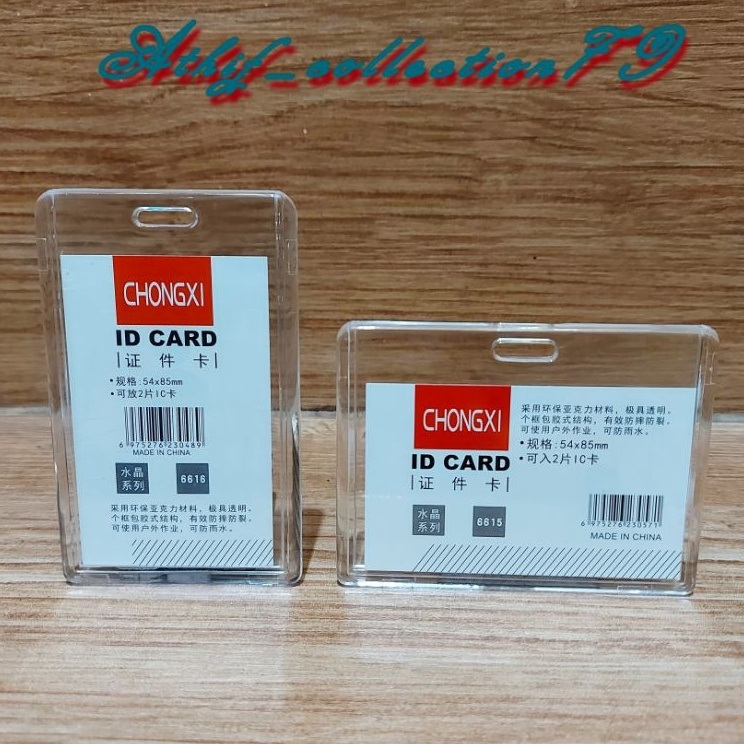 Athif_collection79
CHONGXI
ID CARD
证 件 卡
•规格:54x85mm
•可放2片IC卡
6 975276 230489
MADE IN CHINA
水晶
系列
6616
采用环保亚克力材料，极具透明。
个框包胶式结构，有效防摔防裂。
可使用户外作业，可防雨水。
CHONGXI
ID CARD
证 件 卡
水晶
系列
6615
采用环保亚克力材料，极具透明。
个框包胶式结构，有效防摔防裂。
可使用户外作业，可防雨水。
•规格:54x85mm
•可入2片IC卡
6 975276 230571
MADE IN CHINA